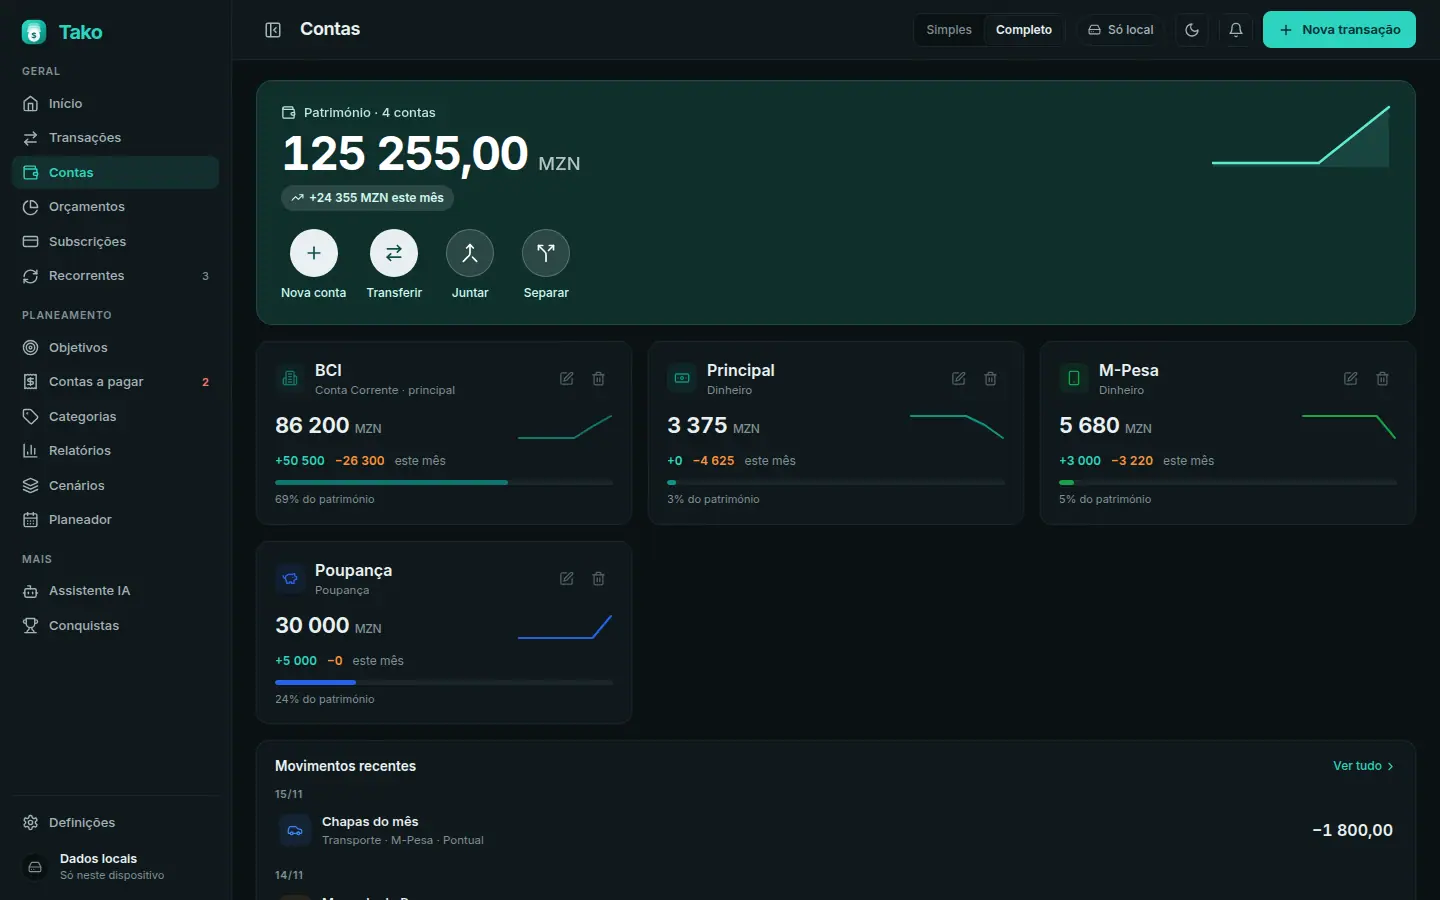 Tako
GERAL
Início
Transações
Contas
Orçamentos
Subscrições
Recorrentes 3
PLANEAMENTO
Objetivos
Contas a pagar 2
Categorias
Relatórios
Cenários
Planeador
MAIS
Assistente IA
Conquistas
Definições
Dados locais
Só neste dispositivo
Contas
Simples Completo
Só local
Nova transação
Património · 4 contas
125 255,00 MZN
+24 355 MZN este mês
Nova conta Transferir Juntar Separar
BCI
Conta Corrente · principal
86 200 MZN
+50 500 −26 300 este mês
69% do património
Principal
Dinheiro
3 375 MZN
+0 −4 625 este mês
3% do património
M-Pesa
Dinheiro
5 680 MZN
+3 000 −3 220 este mês
5% do património
Poupança
Poupança
30 000 MZN
+5 000 −0 este mês
24% do património
Movimentos recentes
Ver tudo
15/11
Chapas do mês
Transporte · M-Pesa · Pontual
−1 800,00
14/11